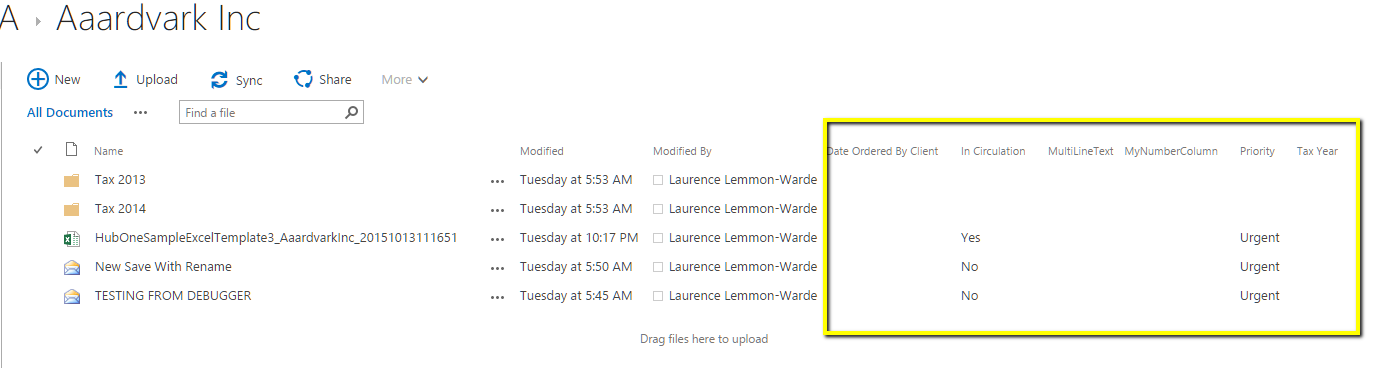 A ▸ Aaardvark Inc
New Upload Sync Share More
All Documents ••• Find a file
Name Modified Modified By Date Ordered By Client In Circulation MultiLineText MyNumberColumn Priority Tax Year
Tax 2013 ••• Tuesday at 5:53 AM Laurence Lemmon-Warde
Tax 2014 ••• Tuesday at 5:53 AM Laurence Lemmon-Warde
HubOneSampleExcelTemplate3_AaardvarkInc_20151013111651 ••• Tuesday at 10:17 PM Laurence Lemmon-Warde Yes Urgent
New Save With Rename ••• Tuesday at 5:50 AM Laurence Lemmon-Warde No Urgent
TESTING FROM DEBUGGER ••• Tuesday at 5:45 AM Laurence Lemmon-Warde No Urgent
Drag files here to upload